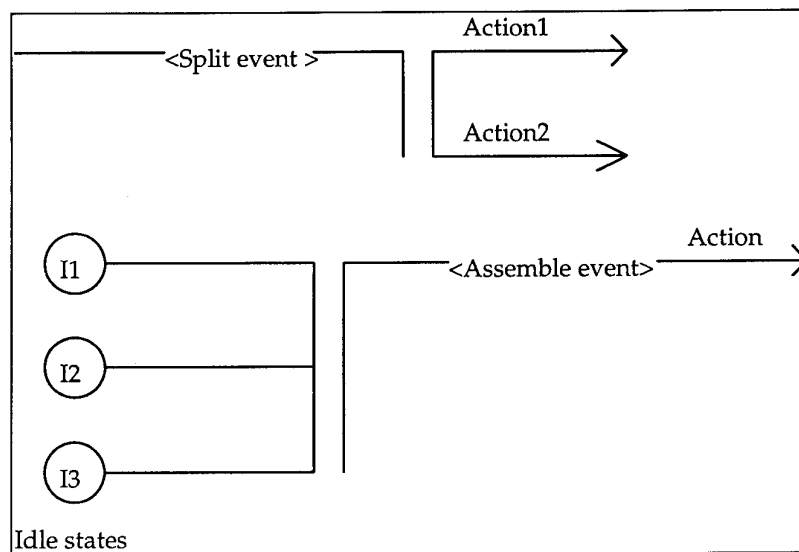 Action1
<Split event >
Action2
Action
I1
<Assemble event>
I2
I3
Idle states